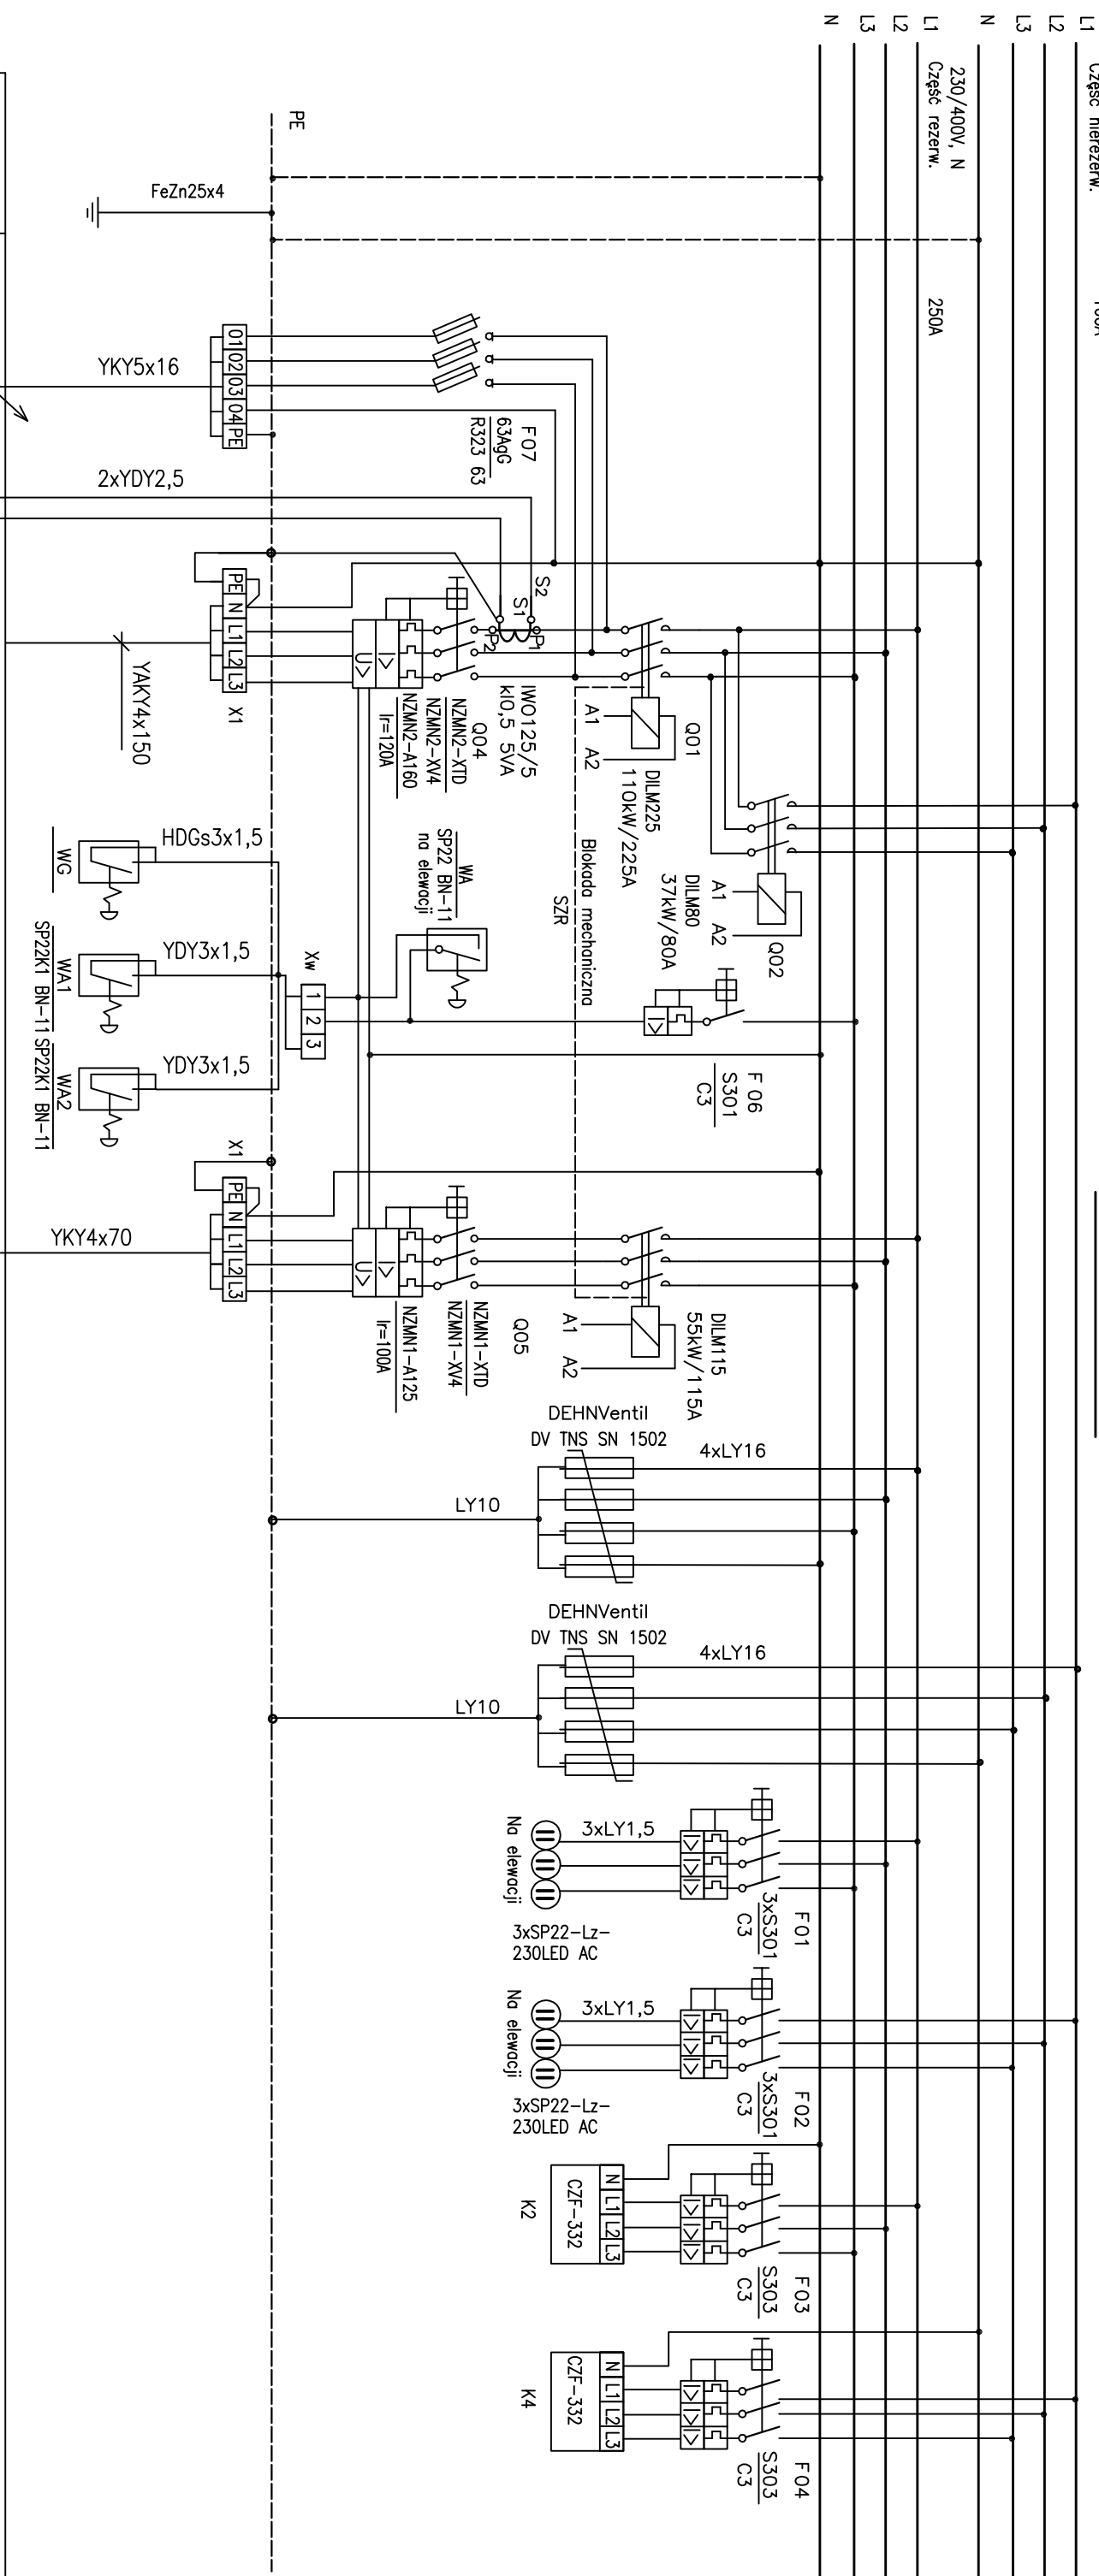 L1
L2
L3
N
Część nierezerw.
L1
L2
L3
N
230/400V, N
Część rezerw.
250A
PE
FeZn25x4
YKY5x16
01
02
03
04
PE
F07
63AgG
R323 63
2xYDY2,5
S2
S1
P1
P2
IWO125/5
kl0,5 5VA
Q04
NZMN2-XTD
NZMN2-XV4
NZMN2-A160
Ir=120A
I>
U>
PE
N
L1
L2
L3
X1
YAKY4x150
Q01
A1
A2
DILM225
110kW/225A
Q02
A1
A2
DILM80
37kW/80A
Blokada mechaniczna
SZR
WA
SP22 BN-11
na elewacji
HDGs3x1,5
WG
YDY3x1,5
WA1
SP22K1 BN-11
YDY3x1,5
WA2
SP22K1 BN-11
Xw
1
2
3
F06
S301
C3
X1
PE
N
L1
L2
L3
YKY4x70
I>
U>
Q05
NZMN1-XTD
NZMN1-XV4
NZMN1-A125
Ir=100A
A1
A2
DILM115
55kW/115A
DEHNVentil
DV TNS SN 1502
4xLY16
LY10
DEHNVentil
DV TNS SN 1502
4xLY16
LY10
F01
3xS301
C3
3xLY1,5
Na elewacji
3xSP22-Lz-
230LED AC
F02
3xS301
C3
3xLY1,5
Na elewacji
3xSP22-Lz-
230LED AC
F03
S303
C3
N
L1
L2
L3
CZF-332
K2
F04
S303
C3
N
L1
L2
L3
CZF-332
K4